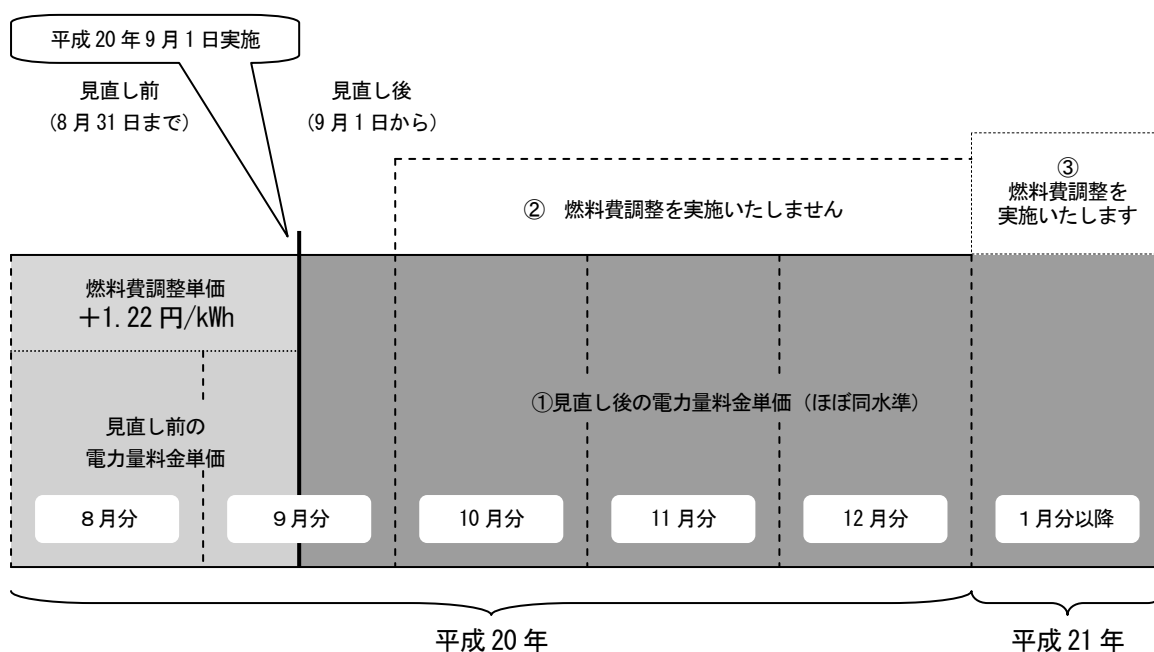 平成20年9月1日実施
見直し前
(8月31日まで)
見直し後
(9月1日から)
② 燃料費調整を実施いたしません
③
燃料費調整を
実施いたします
燃料費調整単価
+1.22円/kWh
①見直し後の電力量料金単価(ほぼ同水準)
見直し前の
電力量料金単価
8月分
9月分
10月分
11月分
12月分
1月分以降
平成20年
平成21年